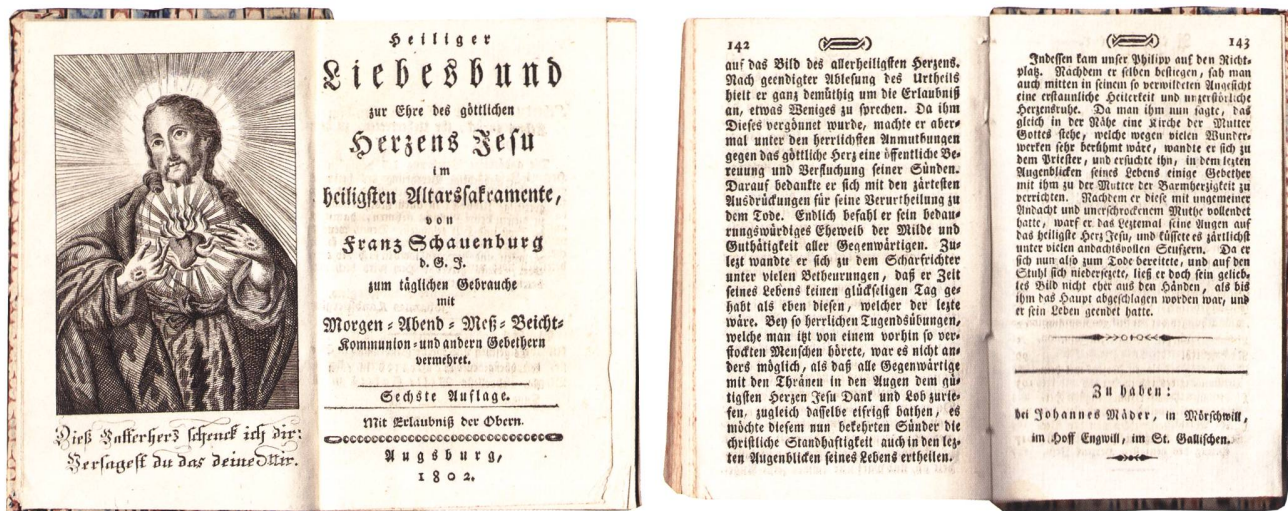 Dieß Vatterherz schenck ich dir:
Versagest du das deine Mir.
Heiliger
Liebesbund
zur Ehre des göttlichen
Herzens Jesu
im
heiligsten Altarssakramente,
von
Franz Schauenburg
d. G. J.
zum täglichen Gebrauche
mit
Morgen-Abend-Meß-Beicht-
Kommunion-und andern Gebethern
vermehret.
Sechste Auflage.
Mit Erlaubniß der Obern.
Augsburg,
1802.
142
auf das Bild des allerheiligsten Herzens.
Nach geendigter Ablesung des Urtheils
hielt er ganz demüthig um die Erlaubniß
an, etwas Weniges zu sprechen. Da ihm
Dieses vergönnet wurde, machte er aber-
mal unter den herrlichsten Anmuthungen
gegen das göttliche Herz eine öffentliche Be-
reuung und Verfluchung seiner Sünden.
Darauf bedankte er sich mit den zärtesten
Ausdrückungen für seine Verurtheilung zu
dem Tode. Endlich befahl er sein bedau-
rungswürdiges Eheweib der Milde und
Gutthätigkeit aller Gegenwärtigen. Zu-
lezt wandte er sich zu dem Scharfrichter
unter vielen Betheurungen, daß er Zeit
seines Lebens keinen glückseligen Tag ge-
habt als eben diesen, welcher der lezte
wäre. Bey so herrlichen Tugendsübungen,
welche man izt von einem vorhin so ver-
stockten Menschen hörete, war es nicht an-
ders möglich, als daß alle Gegenwärtige
mit den Thränen in den Augen dem gü-
tigsten Herzen Jesu Dank und Lob zurie-
fen, zugleich dasselbe eifrigst bathen, es
möchte diesem nun bekehrten Sünder die
christliche Standhaftigkeit auch in den lez-
ten Augenblicken seines Lebens ertheilen.
143
Indessen kam unser Philipp auf den Richt-
platz. Nachdem er selben bestiegen, sah man
auch mitten in seinem so verwildeten Angesicht
eine erstaunliche Heiterkeit und unzerstörliche
Herzensruhe. Da man ihm nun sagte, das
gleich in der Nähe eine Kirche der Mutter
Gottes stehe, welche wegen vielen Wunder-
werken sehr berühmt wäre, wandte er sich zu
dem Priester, und ersuchte ihn, in dem lezten
Augenblicken seines Lebens einige Gebether
mit ihm zu der Mutter der Barmherzigkeit zu
verrichten. Nachdem er diese mit ungemeiner
Andacht und unerschrockenem Muthe vollendet
hatte, warf er das Leztemal seine Augen auf
das heiligste Herz Jesu, und küssete es zärtlichst
unter vielen andachtsvollen Seufzern. Da er
sich nun also zum Tode bereitete, und auf den
Stuhl sich niedersezete, ließ er doch sein gelieb-
tes Bild nicht eher aus den Händen, als bis
ihm das Haupt abgeschlagen worden war, und
er sein Leben geendet hatte.
Zu haben:
bei Johannes Mäder, in Mörschwill,
im Hoff Engwill, im St. Gallischen.